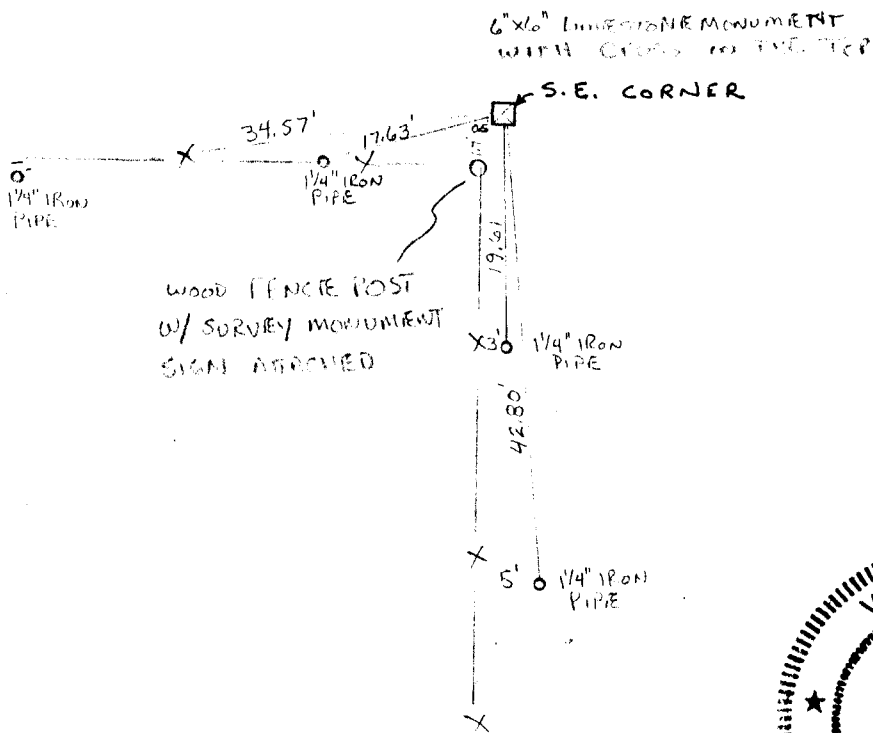 6"x6" LIMESTONE MONUMENT
WITH CROSS IN THE TOP
S.E. CORNER
34.57'
17.63'
1¼" IRON
PIPE
1¼" IRON
PIPE
19.61
WOOD FENCE POST
W/ SURVEY MONUMENT
SIGN ATTACHED
3'
1¼" IRON
PIPE
42.80'
5'
1¼" IRON
PIPE